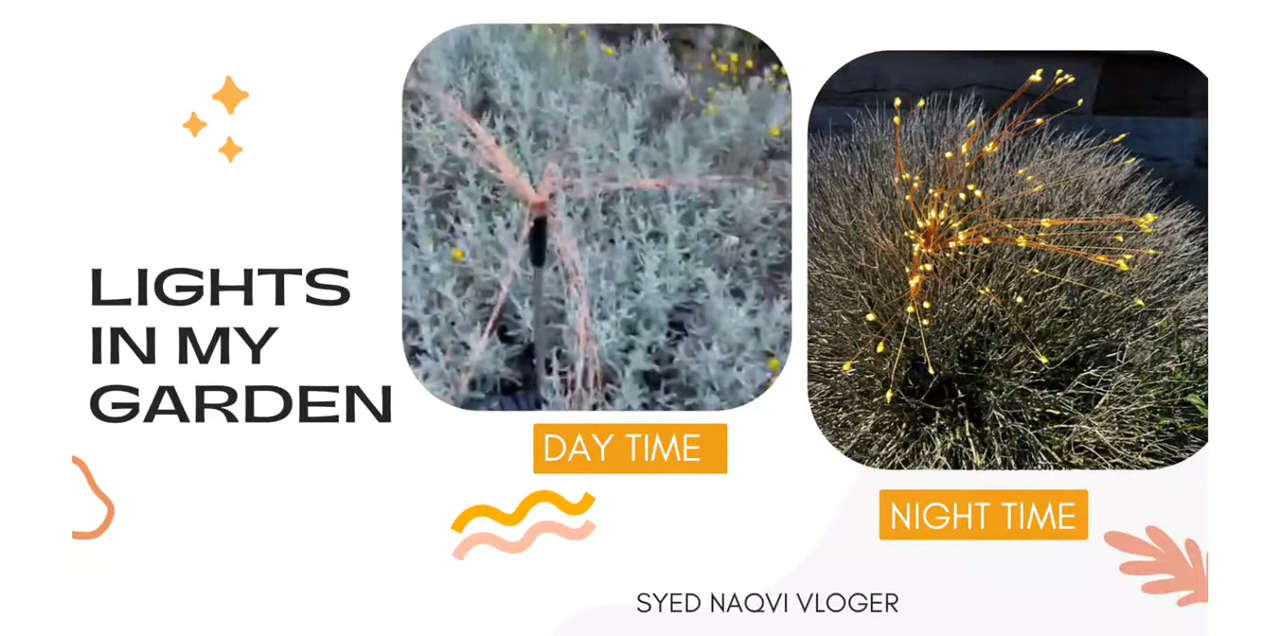 LIGHTS
IN MY
GARDEN
DAY TIME
NIGHT TIME
SYED NAQVI VLOGER